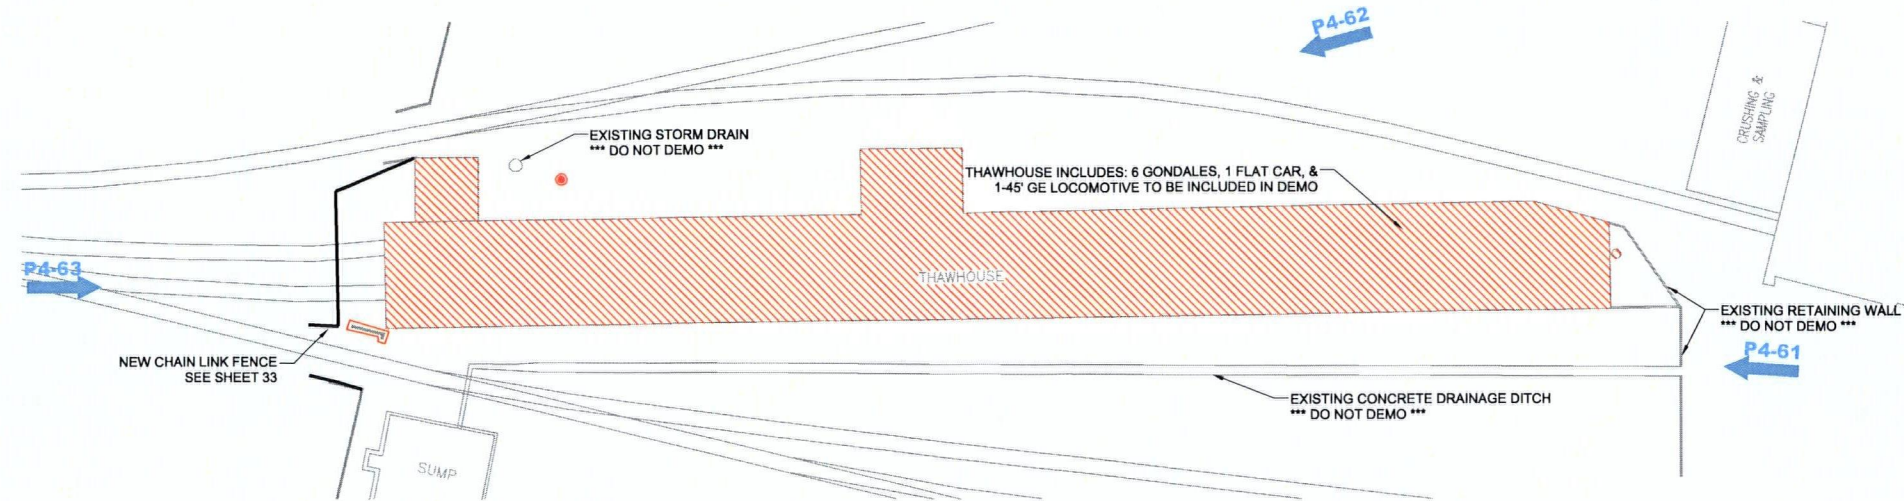 P4-62
CRUSHING &
SAMPLING
EXISTING STORM DRAIN
*** DO NOT DEMO ***
THAWHOUSE INCLUDES: 6 GONDALES, 1 FLAT CAR, &
1-45' GE LOCOMOTIVE TO BE INCLUDED IN DEMO
P4-63
THAWHOUSE
EXISTING RETAINING WALL
*** DO NOT DEMO ***
P4-61
NEW CHAIN LINK FENCE
SEE SHEET 33
EXISTING CONCRETE DRAINAGE DITCH
*** DO NOT DEMO ***
SUMP